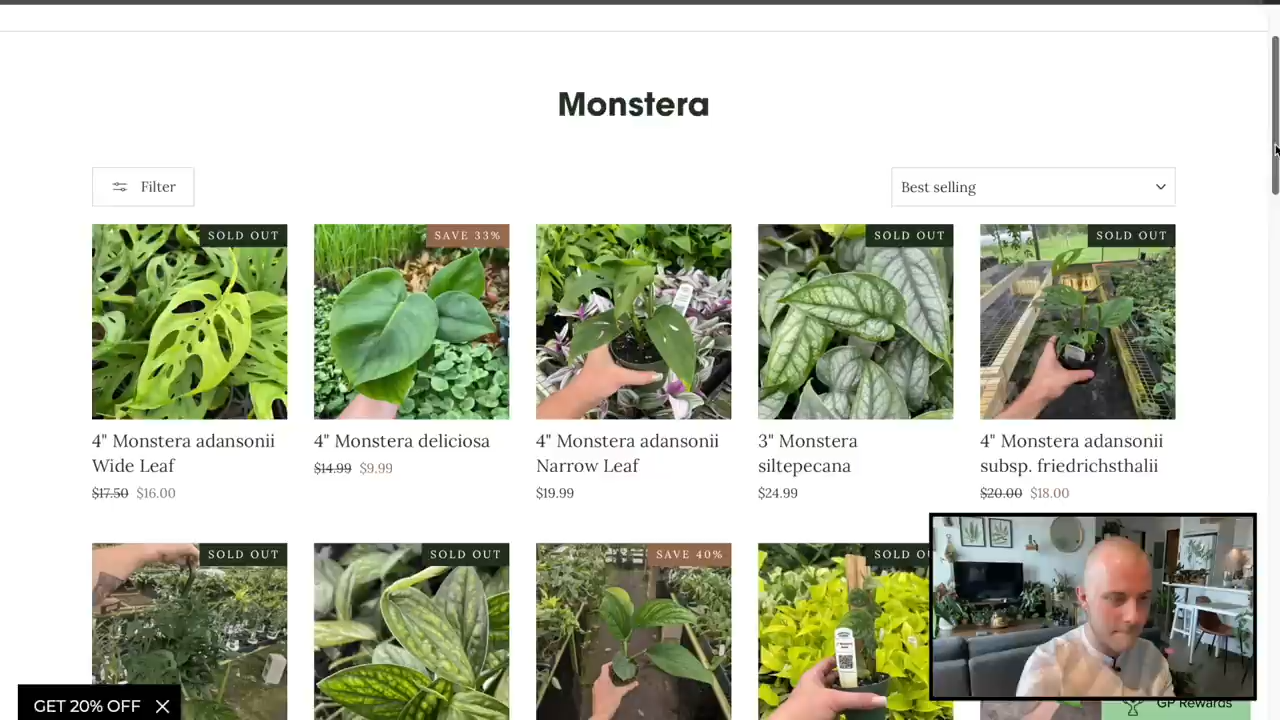 Monstera
Filter
Best selling
SOLD OUT
SAVE 33%
SOLD OUT
SOLD OUT
4" Monstera adansonii
Wide Leaf
$17.50 $16.00
4" Monstera deliciosa
$14.99 $9.99
4" Monstera adansonii
Narrow Leaf
$19.99
3" Monstera
siltepecana
$24.99
4" Monstera adansonii
subsp. friedrichsthalii
$20.00 $18.00
SOLD OUT
SOLD OUT
SAVE 40%
SOLD OU
GET 20% OFF
GP Rewards